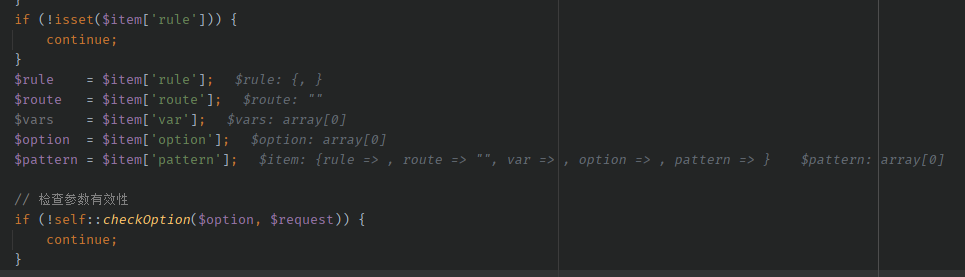 }
if (!isset($item['rule'])) {
    continue;
}
$rule    = $item['rule'];   $rule: {, }
$route   = $item['route'];   $route: ""
$vars    = $item['var'];   $vars: array[0]
$option  = $item['option'];   $option: array[0]
$pattern = $item['pattern'];   $item: {rule => , route => "", var => , option => , pattern => }    $pattern: array[0]
// 检查参数有效性
if (!self::checkOption($option, $request)) {
    continue;
}